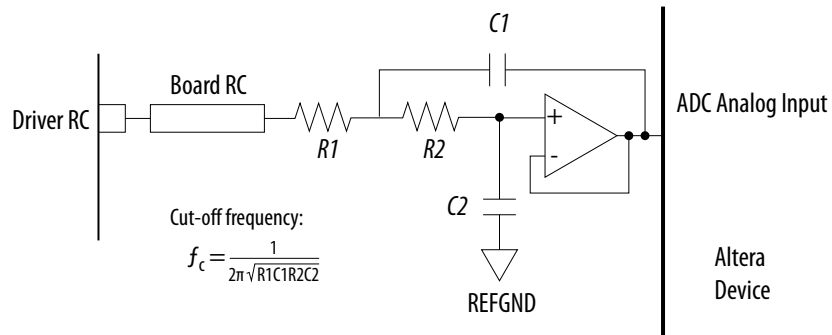 C1
Board RC
Driver RC
ADC Analog Input
+
R1
R2
-
C2
Cut-off frequency:
fc = 1 / 2π√R1C1R2C2
REFGND
Altera
Device